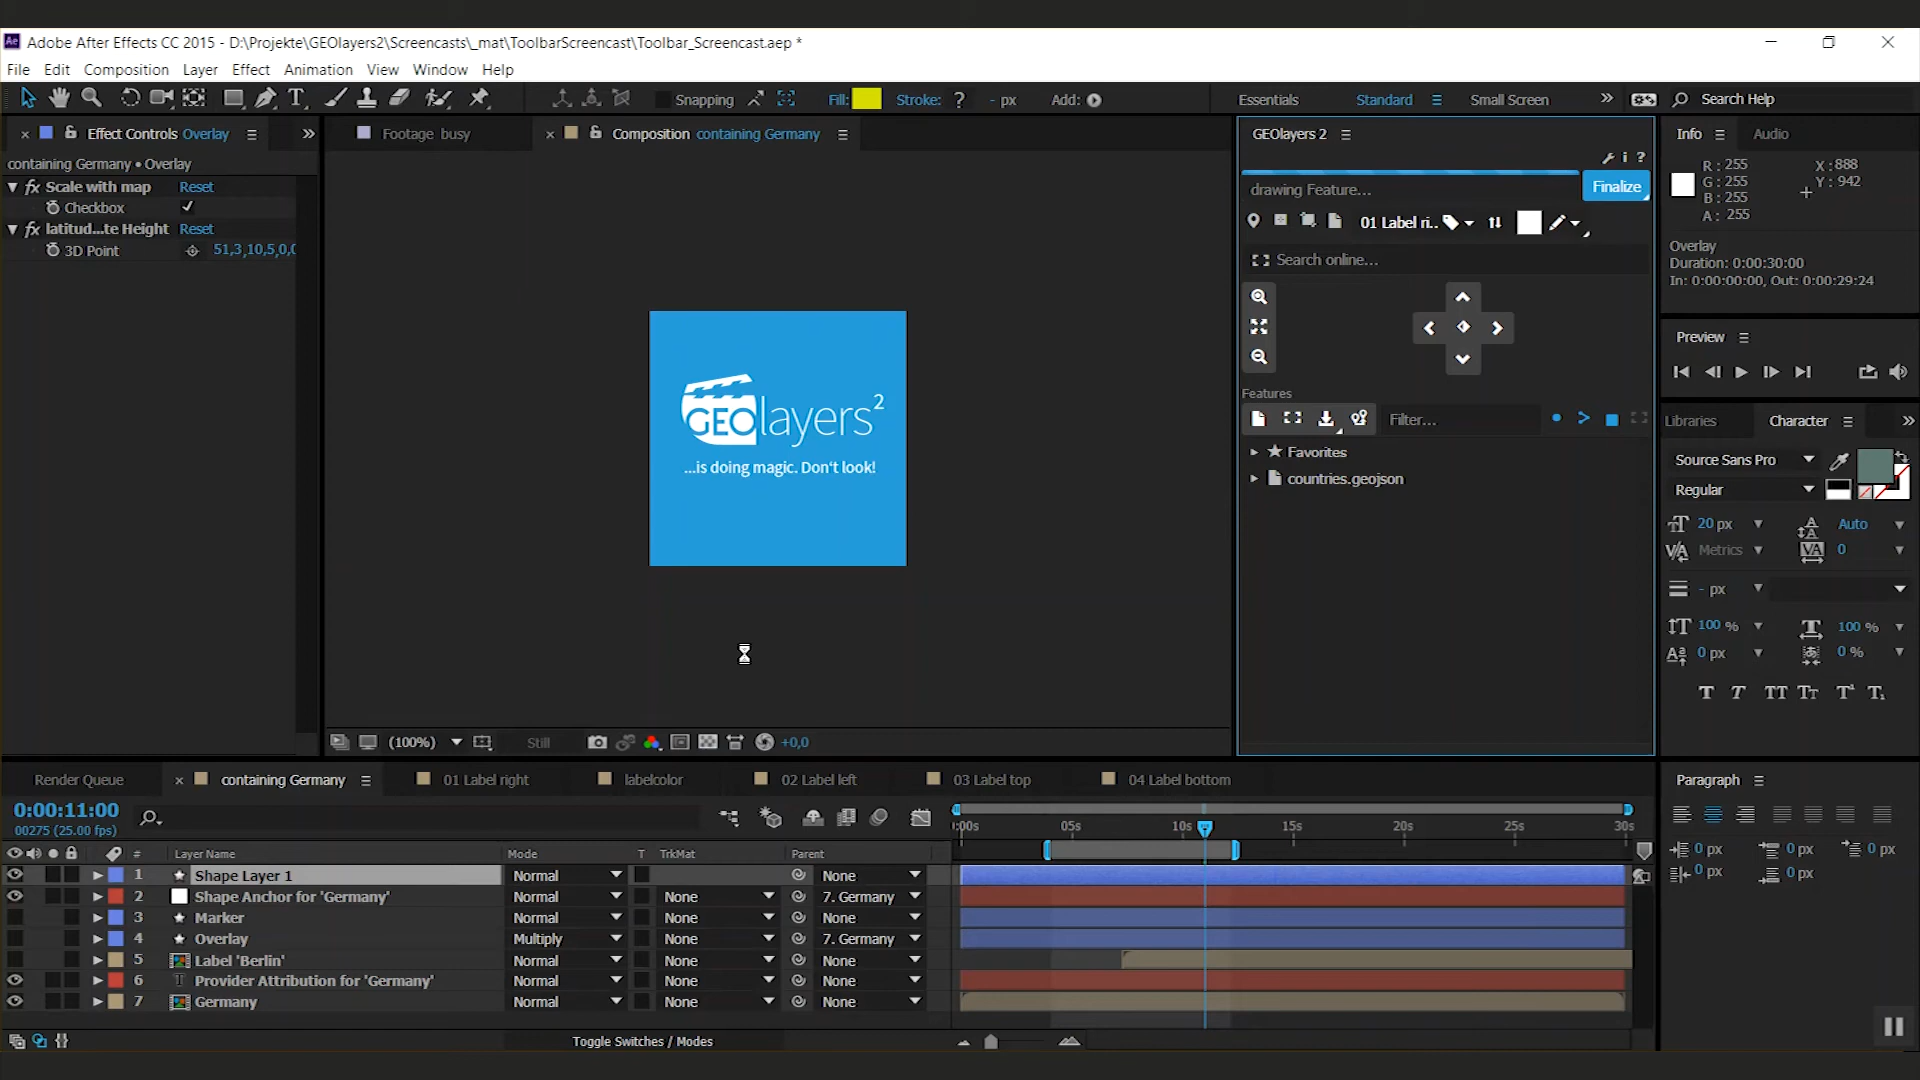 Ae Adobe After Effects CC 2015 - D:\Projekte\GEOlayers2\Screencasts\_mat\ToolbarScreencast\Toolbar_Screencast.aep *
File Edit Composition Layer Effect Animation View Window Help
Snapping Fill: Stroke: ? - px Add: Essentials Standard Small Screen Search Help
Effect Controls Overlay
Footage busy
Composition containing Germany
GEOlayers 2
Info Audio
containing Germany • Overlay
fx Scale with map Reset
Checkbox
fx latitud...te Height Reset
3D Point 51,3,10,5,0,0
GEOlayers2
...is doing magic. Don't look!
(100%) Still +0,0
drawing Feature... Finalize
01 Label ri..
Search online...
Features
Filter...
Favorites
countries.geojson
R : 255 X : 888
G : 255 Y : 942
B : 255
A : 255
Overlay
Duration: 0:00:30:00
In: 0:00:00:00, Out: 0:00:29:24
Preview
Libraries Character
Source Sans Pro
Regular
20 px Auto
Metrics 0
- px
100 % 100 %
0 px 0 %
T T TT Tt T¹ T₁
Paragraph
0 px 0 px 0 px
0 px 0 px
Render Queue containing Germany 01 Label right labelcolor 02 Label left 03 Label top 04 Label bottom
0:00:11:00
00275 (25.00 fps)
:00s 05s 10s 15s 20s 25s 30s
# Layer Name Mode T TrkMat Parent
1 Shape Layer 1 Normal None
2 Shape Anchor for 'Germany' Normal None 7. Germany
3 Marker Normal None None
4 Overlay Multiply None 7. Germany
5 Label 'Berlin' Normal None None
6 Provider Attribution for 'Germany' Normal None None
7 Germany Normal None None
Toggle Switches / Modes